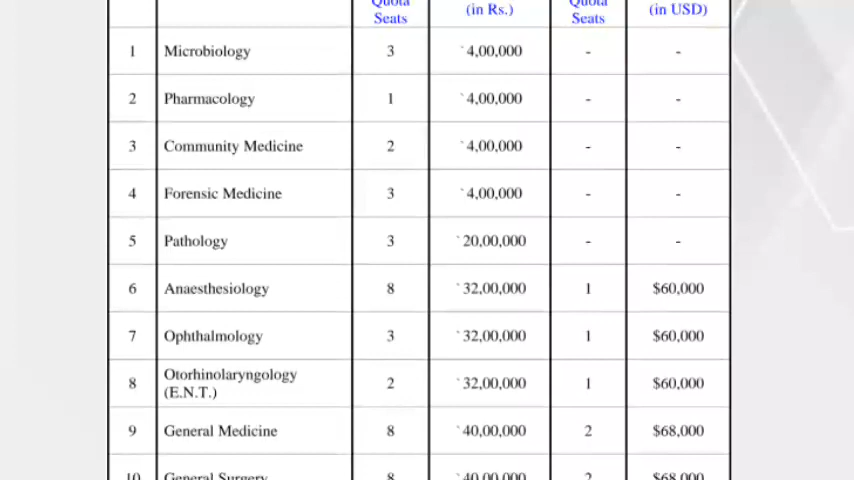 Quota (in Rs.) Quota (in USD)
Seats Seats
1 Microbiology 3 `4,00,000 - -
2 Pharmacology 1 `4,00,000 - -
3 Community Medicine 2 `4,00,000 - -
4 Forensic Medicine 3 `4,00,000 - -
5 Pathology 3 `20,00,000 - -
6 Anaesthesiology 8 `32,00,000 1 $60,000
7 Ophthalmology 3 `32,00,000 1 $60,000
8 Otorhinolaryngology (E.N.T.) 2 `32,00,000 1 $60,000
9 General Medicine 8 `40,00,000 2 $68,000
10 General Surgery 8 `40,00,000 2 $68,000